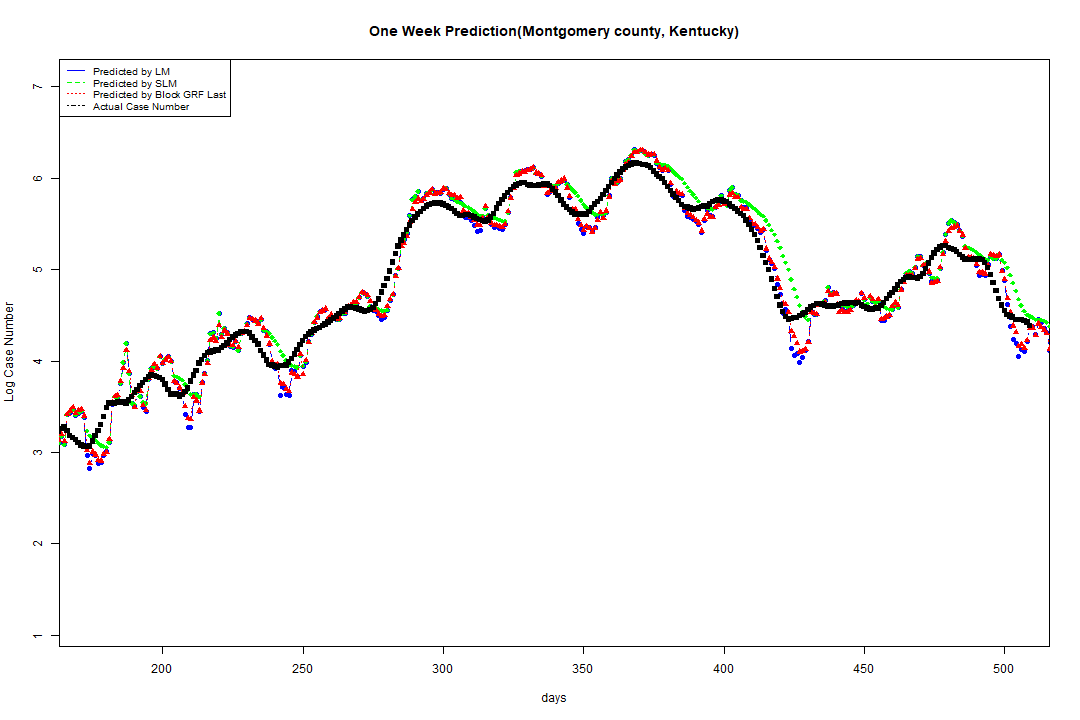 One Week Prediction(Montgomery county, Kentucky)
Predicted by LM
Predicted by SLM
Predicted by Block GRF Last
Actual Case Number
7
6
5
4
3
2
1
Log Case Number
200 250 300 350 400 450 500
days